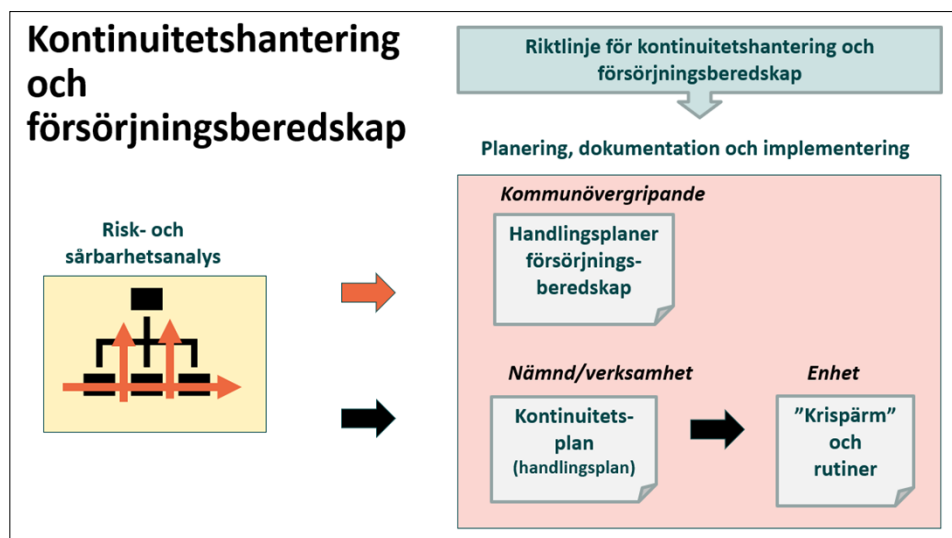 Kontinuitetshantering
och
försörjningsberedskap
Riktlinje för kontinuitetshantering och
försörjningsberedskap
Planering, dokumentation och implementering
Kommunövergripande
Handlingsplaner
försörjnings-
beredskap
Risk- och
sårbarhetsanalys
Nämnd/verksamhet
Kontinuitets-
plan
(handlingsplan)
Enhet
”Krispärm”
och
rutiner